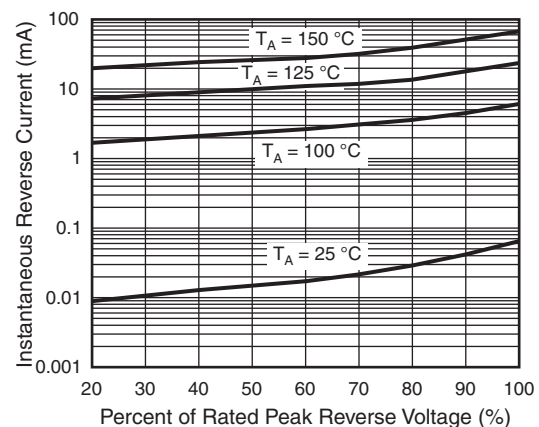 Instantaneous Reverse Current (mA)
100
10
1
0.1
0.01
0.001
T_A = 150 °C
T_A = 125 °C
T_A = 100 °C
T_A = 25 °C
20 30 40 50 60 70 80 90 100
Percent of Rated Peak Reverse Voltage (%)